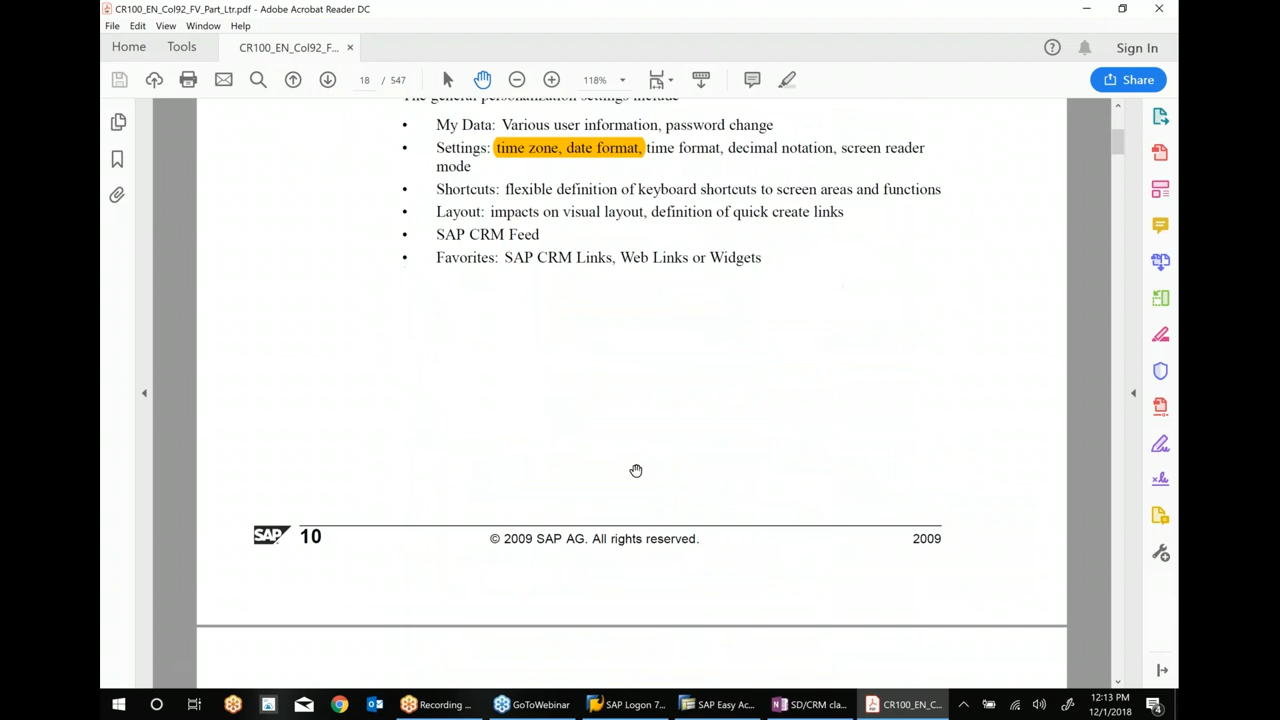 CR100_EN_Col92_FV_Part_Ltr.pdf - Adobe Acrobat Reader DC
File Edit View Window Help
Home Tools CR100_EN_Col92_F... × Sign In
18 / 547 118% Share
The general personalization settings include
• My Data: Various user information, password change
• Settings: time zone, date format, time format, decimal notation, screen reader
mode
• Shortcuts: flexible definition of keyboard shortcuts to screen areas and functions
• Layout: impacts on visual layout, definition of quick create links
• SAP CRM Feed
• Favorites: SAP CRM Links, Web Links or Widgets
SAP 10 © 2009 SAP AG. All rights reserved. 2009
Recording ... GoToWebinar SAP Logon 7... SAP Easy Ac... SD/CRM cla... CR100_EN_C...
12:13 PM
12/1/2018
4